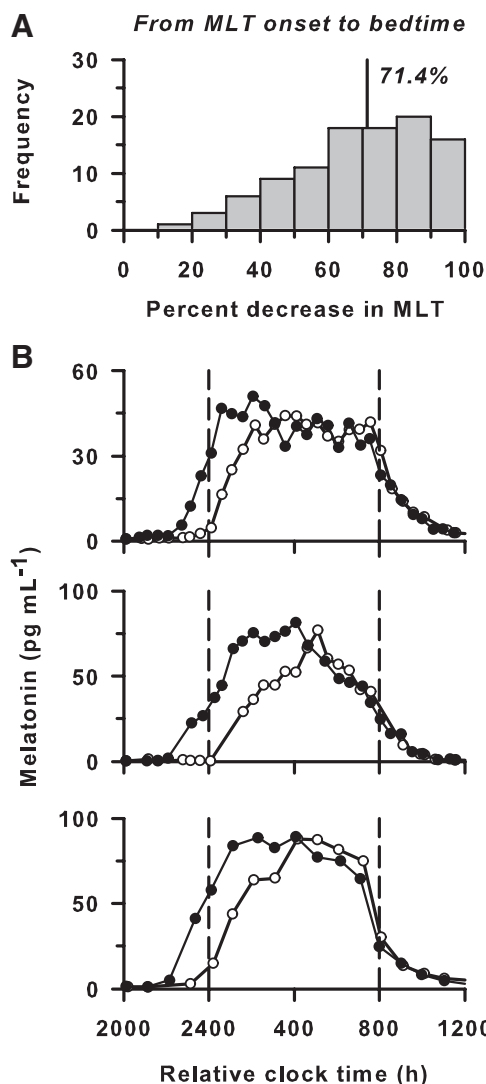 A
From MLT onset to bedtime
71.4%
Frequency
30
20
10
0
0 20 40 60 80 100
Percent decrease in MLT
B
Melatonin (pg mL-1)
60
30
0
100
50
0
100
50
0
2000 2400 400 800 1200
Relative clock time (h)